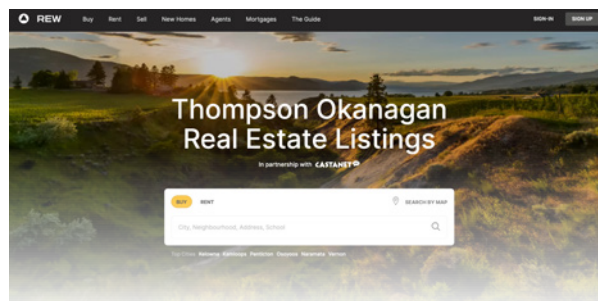 REW Buy Rent Sell New Homes Agents Mortgages The Guide SIGN-IN SIGN UP
Thompson Okanagan
Real Estate Listings
In partnership with CASTANET
BUY RENT SEARCH BY MAP
City, Neighbourhood, Address, School
Top Cities: Kelowna Kamloops Penticton Osoyoos Naramata Vernon